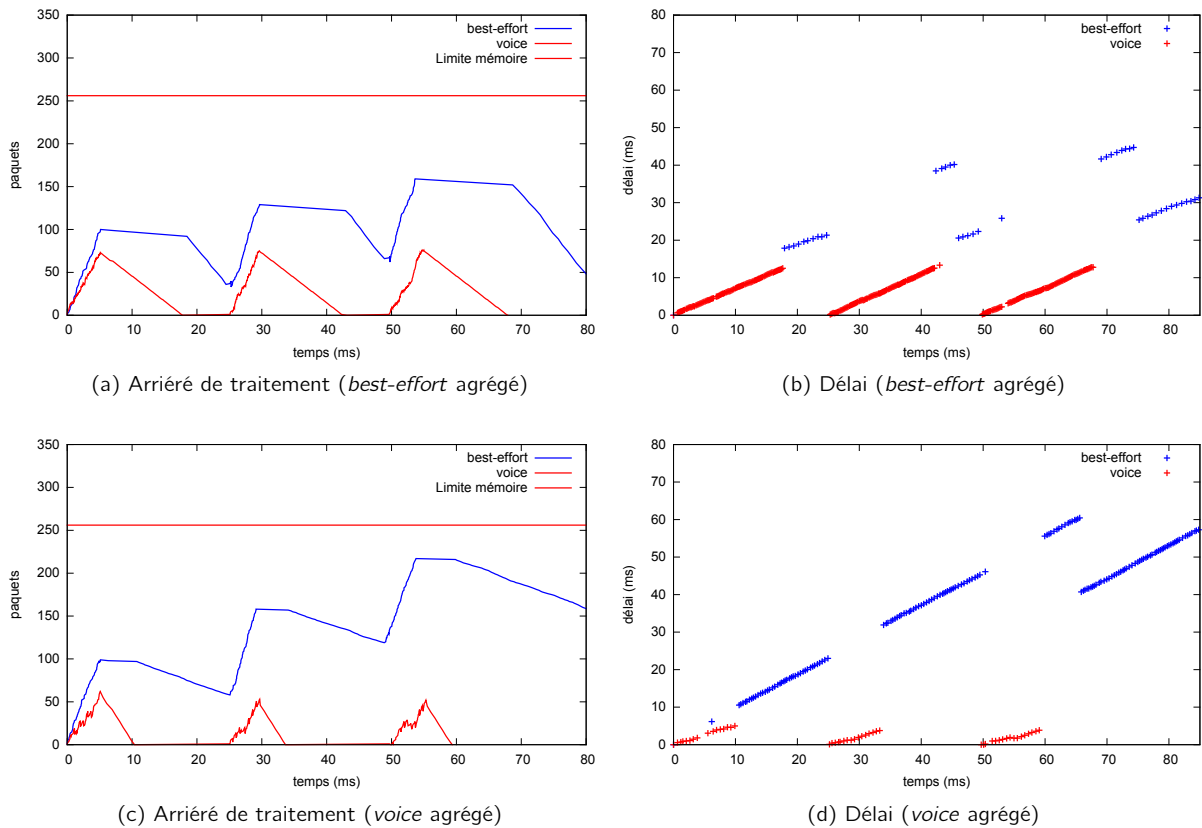 350
300
250
200
150
100
50
0
paquets
best-effort
voice
Limite mémoire
0 10 20 30 40 50 60 70 80
temps (ms)
(a) Arriéré de traitement (best-effort agrégé)
80
70
60
50
40
30
20
10
0
délai (ms)
best-effort
voice
0 10 20 30 40 50 60 70 80
temps (ms)
(b) Délai (best-effort agrégé)
350
300
250
200
150
100
50
0
paquets
best-effort
voice
Limite mémoire
0 10 20 30 40 50 60 70 80
temps (ms)
(c) Arriéré de traitement (voice agrégé)
80
70
60
50
40
30
20
10
0
délai (ms)
best-effort
voice
0 10 20 30 40 50 60 70 80
temps (ms)
(d) Délai (voice agrégé)